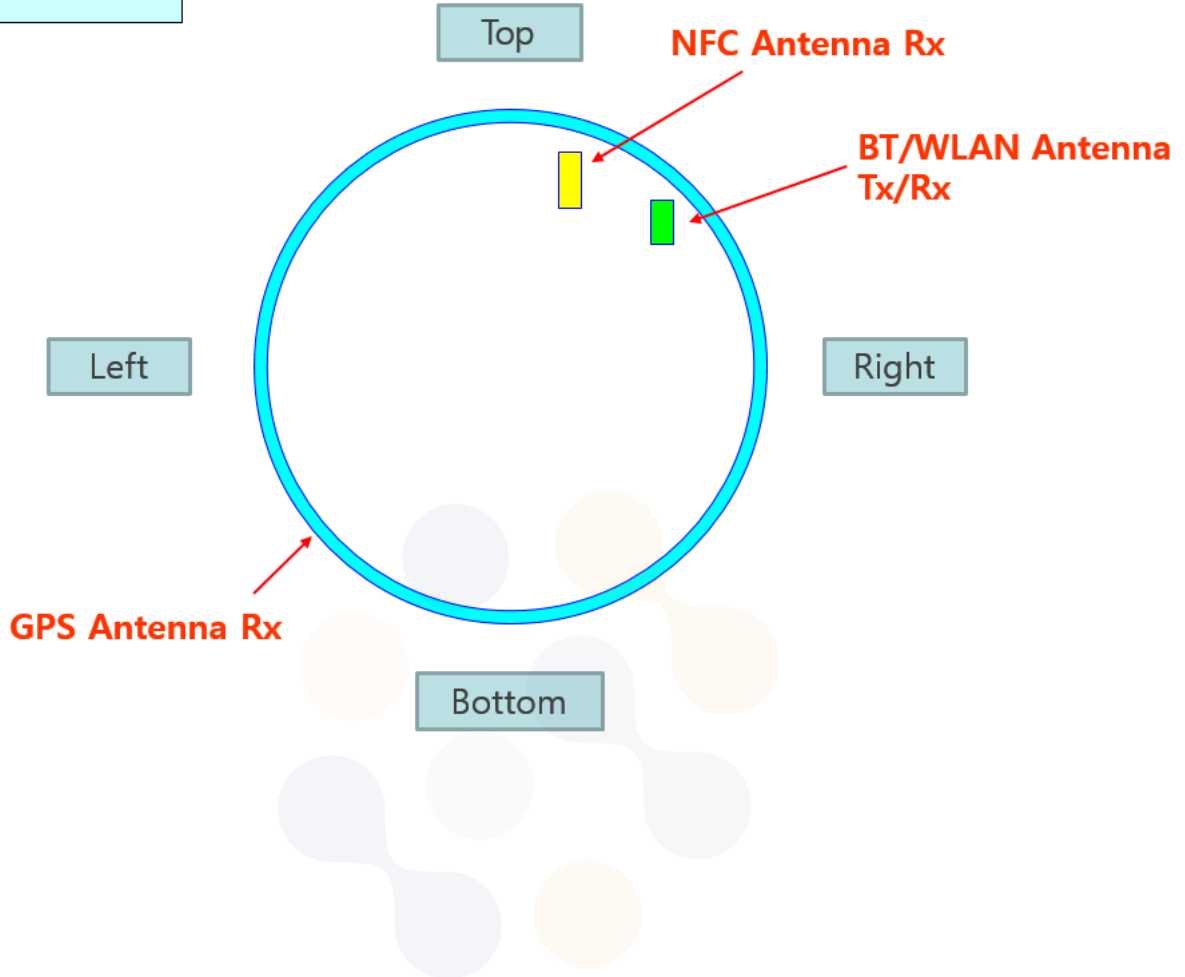 Top
NFC Antenna Rx
BT/WLAN Antenna
Tx/Rx
Left
Right
GPS Antenna Rx
Bottom